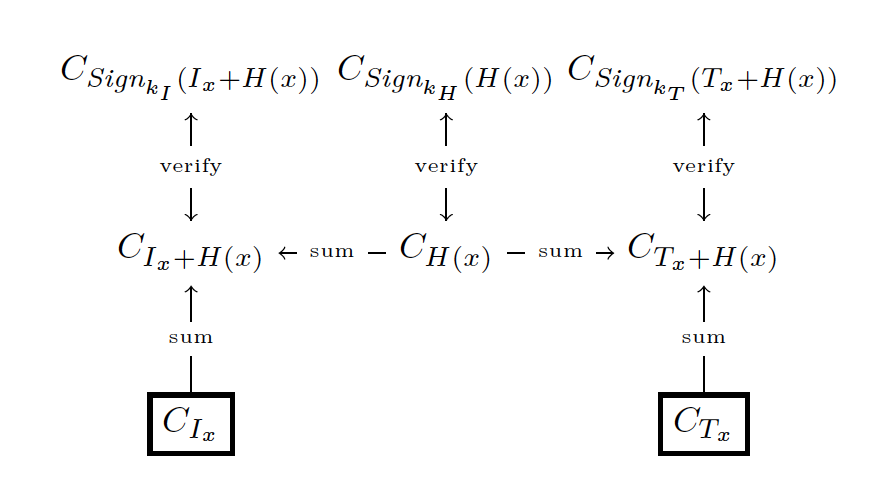 C_{Sign_{k_I}(I_x+H(x))} C_{Sign_{k_H}(H(x))} C_{Sign_{k_T}(T_x+H(x))}
verify verify verify
C_{I_x+H(x)} sum C_{H(x)} sum C_{T_x+H(x)}
sum sum
C_{I_x} C_{T_x}